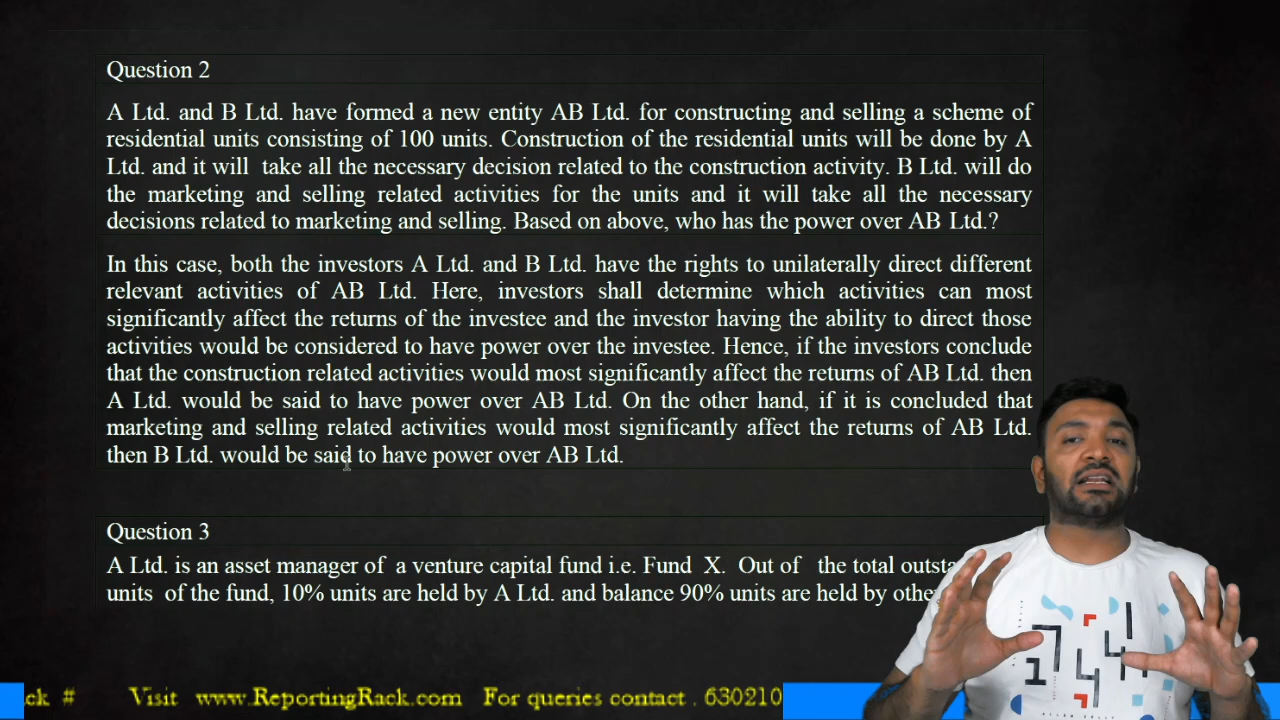 Question 2
A Ltd. and B Ltd. have formed a new entity AB Ltd. for constructing and selling a scheme of
residential units consisting of 100 units. Construction of the residential units will be done by A
Ltd. and it will take all the necessary decision related to the construction activity. B Ltd. will do
the marketing and selling related activities for the units and it will take all the necessary
decisions related to marketing and selling. Based on above, who has the power over AB Ltd.?
In this case, both the investors A Ltd. and B Ltd. have the rights to unilaterally direct different
relevant activities of AB Ltd. Here, investors shall determine which activities can most
significantly affect the returns of the investee and the investor having the ability to direct those
activities would be considered to have power over the investee. Hence, if the investors conclude
that the construction related activities would most significantly affect the returns of AB Ltd. then
A Ltd. would be said to have power over AB Ltd. On the other hand, if it is concluded that
marketing and selling related activities would most significantly affect the returns of AB Ltd.
then B Ltd. would be said to have power over AB Ltd.
Question 3
A Ltd. is an asset manager of a venture capital fund i.e. Fund X. Out of the total
units of the fund, 10% units are held by A Ltd. and balance 90% units are held by
ck # Visit www.ReportingRack.com For queries contact . 630210
1 7 4 4